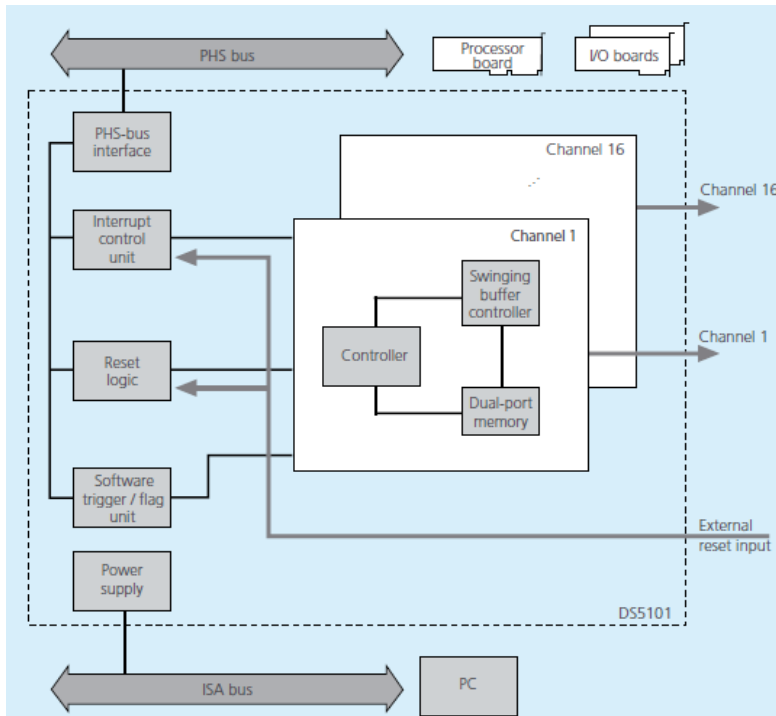 PHS bus
Processor
board
I/O boards
PHS-bus
interface
Channel 16
Channel 16
Interrupt
control
unit
Channel 1
Swinging
buffer
controller
Channel 1
Controller
Reset
logic
Dual-port
memory
Software
trigger / flag
unit
External
reset input
Power
supply
DS5101
ISA bus
PC